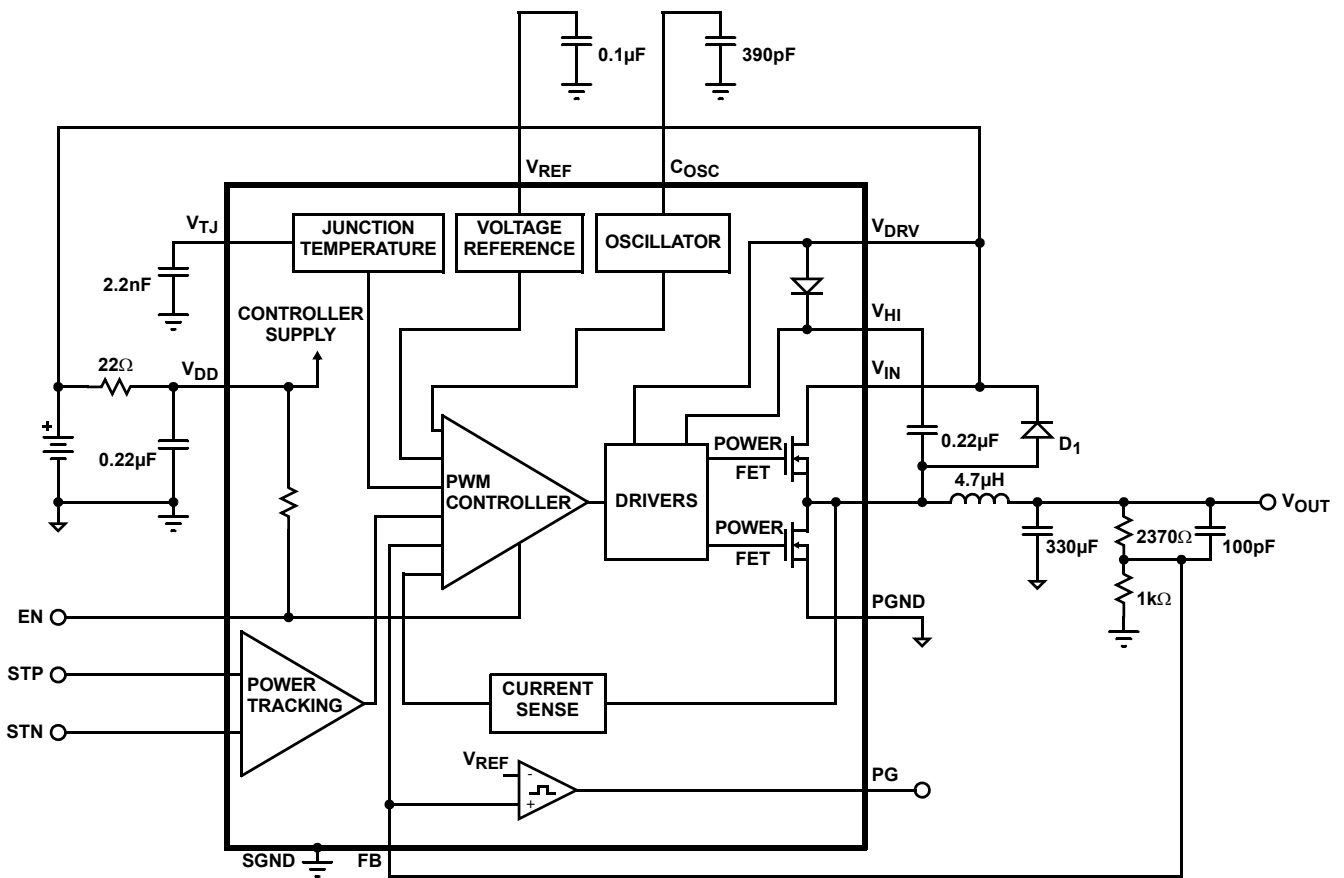 0.1µF
390pF
VREF
COSC
VTJ
JUNCTION
TEMPERATURE
VOLTAGE
REFERENCE
OSCILLATOR
VDRV
2.2nF
CONTROLLER
SUPPLY
VHI
22Ω
VDD
VIN
+
0.22µF
POWER
FET
0.22µF
D1
PWM
CONTROLLER
DRIVERS
4.7µH
VOUT
POWER
FET
330µF
2370Ω
100pF
1kΩ
EN
PGND
STP
POWER
TRACKING
CURRENT
SENSE
STN
VREF
-
+
PG
SGND
FB